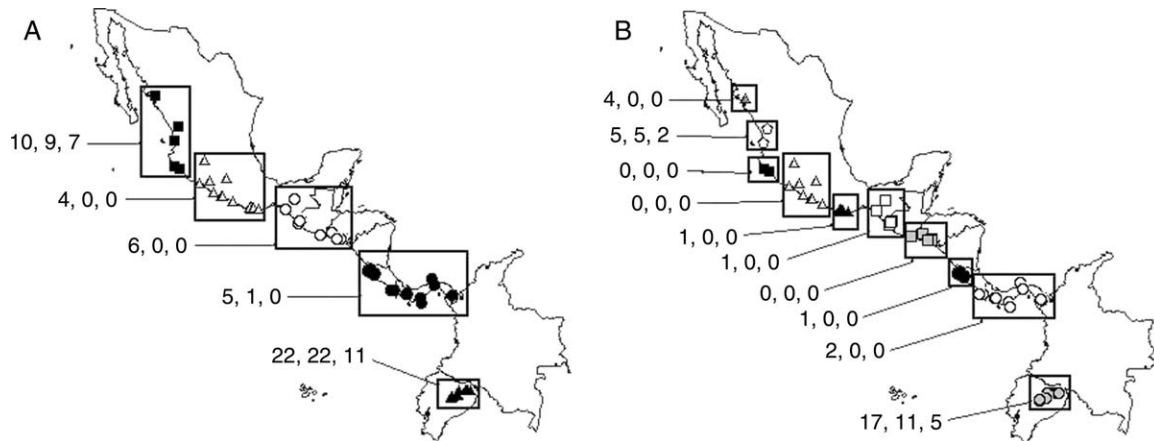 A
10, 9, 7
4, 0, 0
6, 0, 0
5, 1, 0
22, 22, 11
B
4, 0, 0
5, 5, 2
0, 0, 0
0, 0, 0
1, 0, 0
1, 0, 0
0, 0, 0
1, 0, 0
2, 0, 0
17, 11, 5